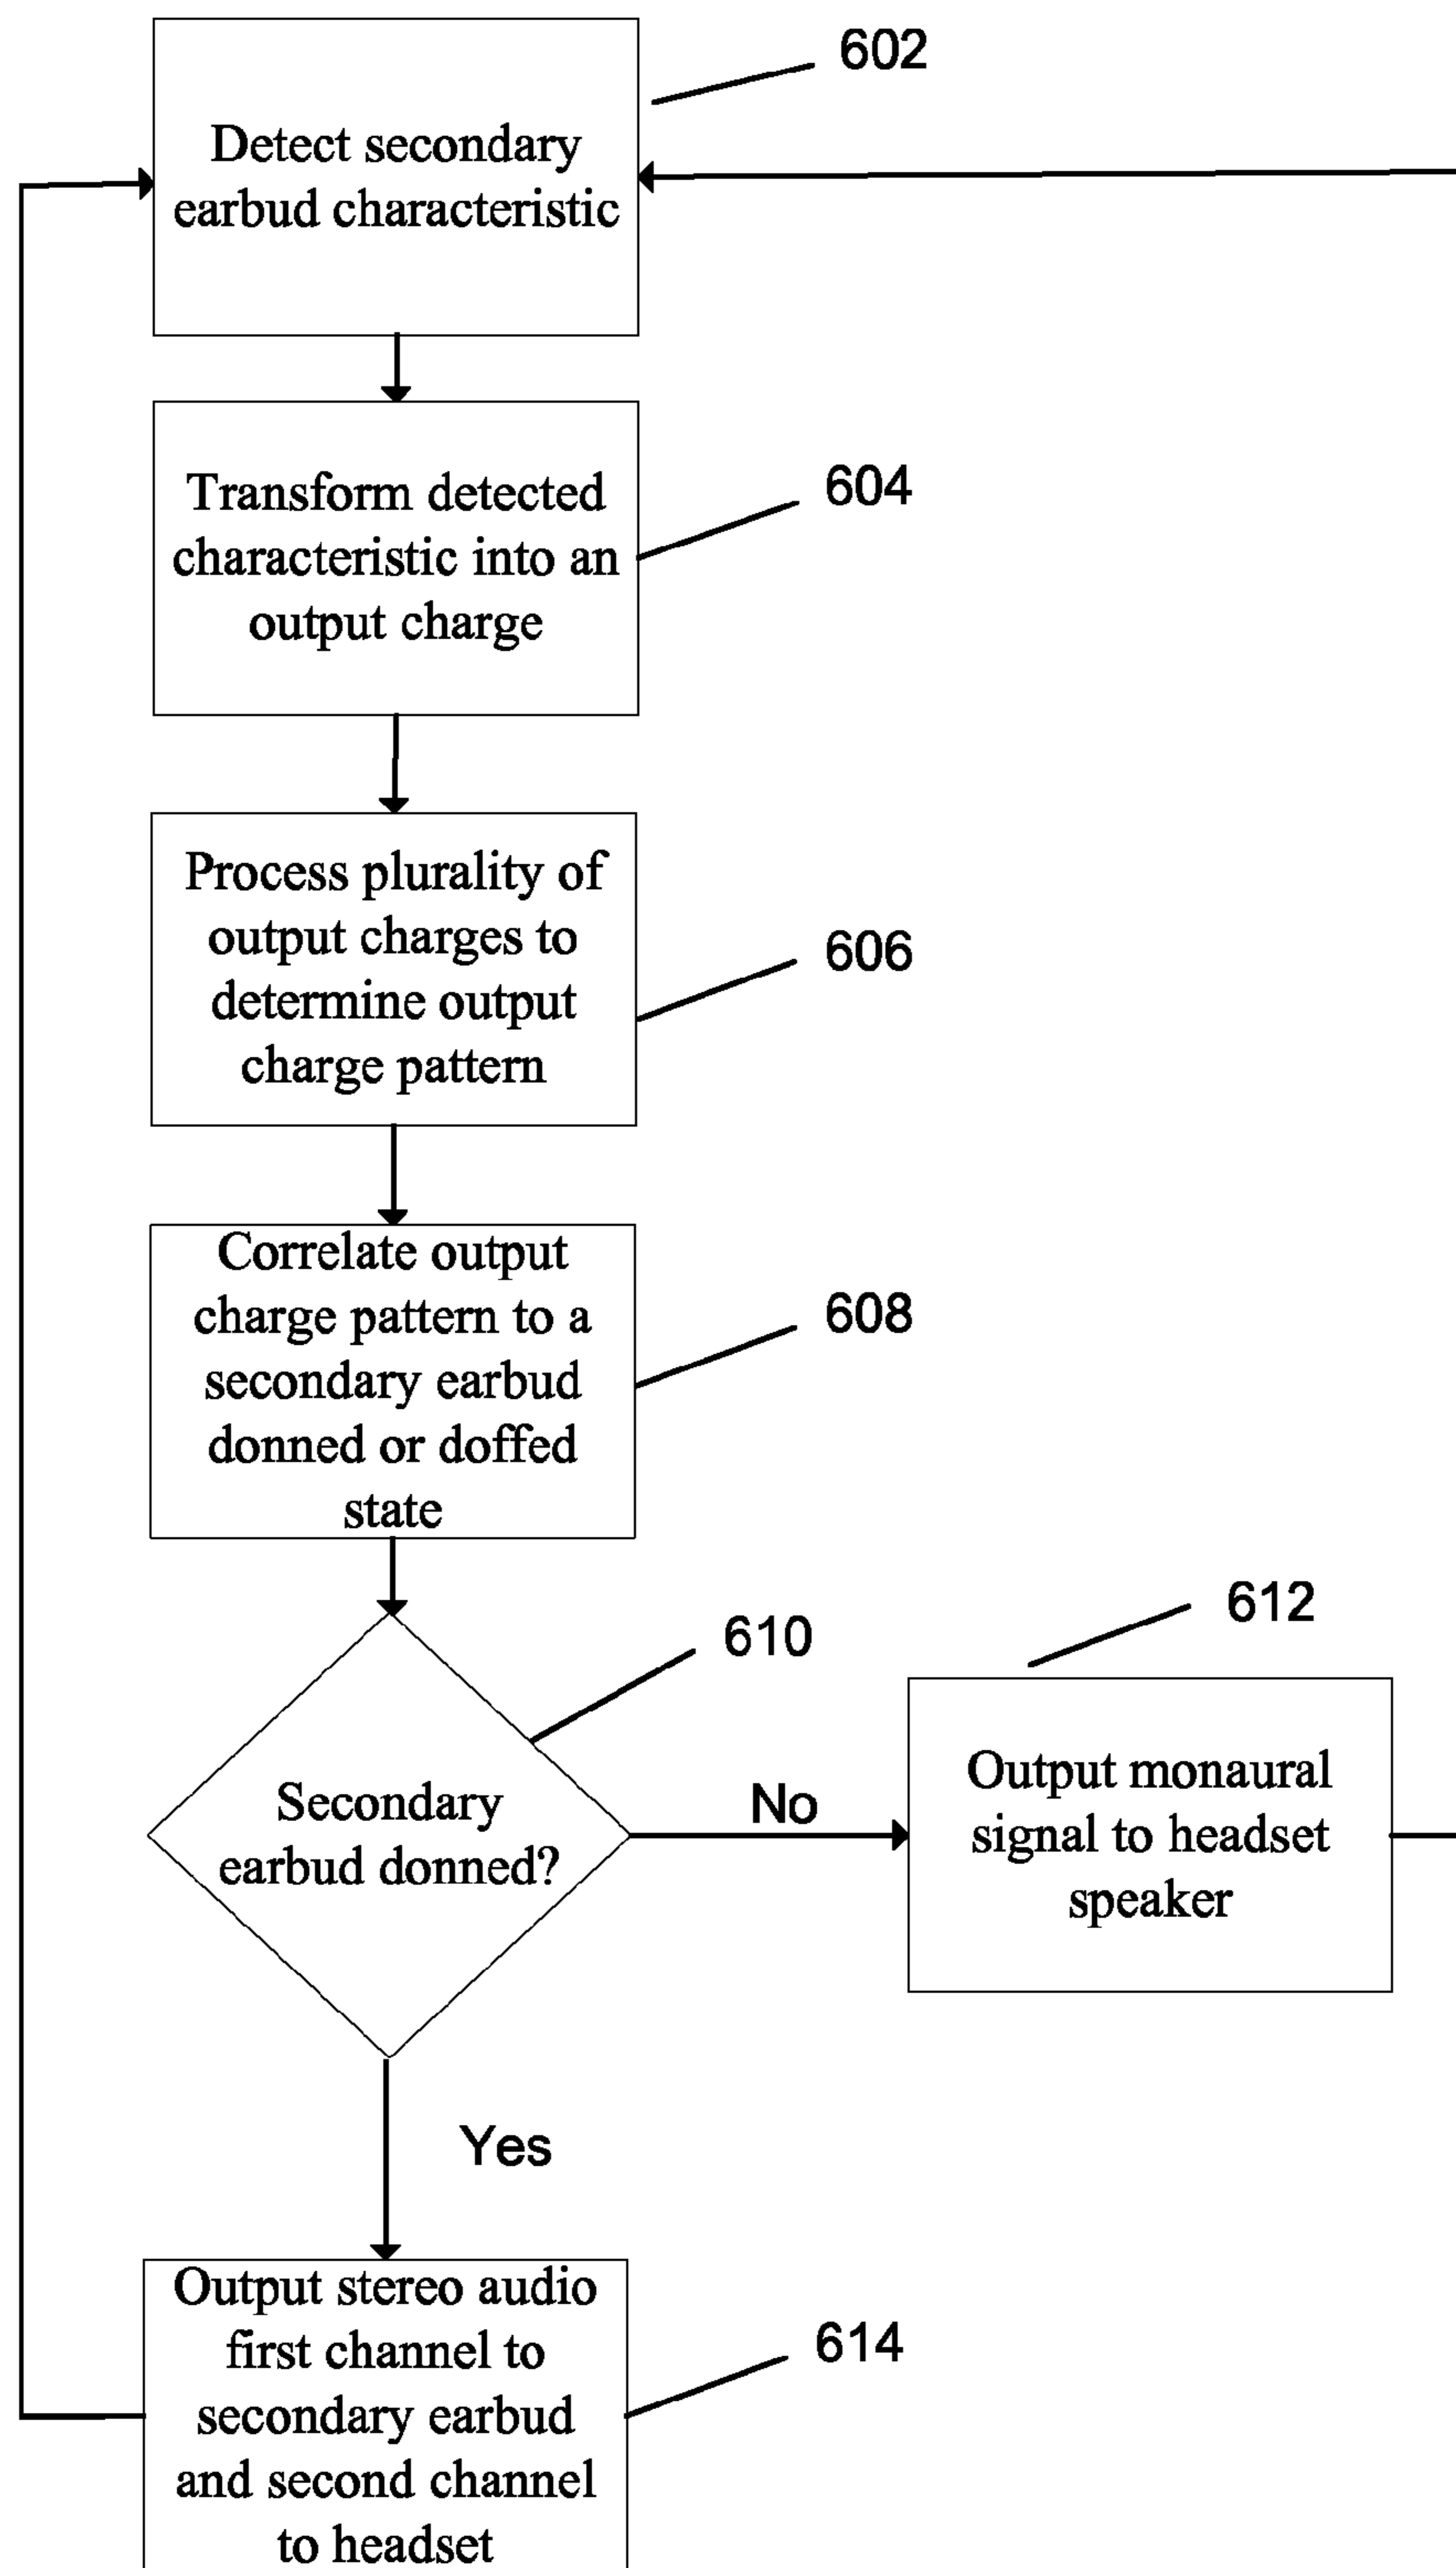 602
Detect secondary
earbud characteristic
604
Transform detected
characteristic into an
output charge
Process plurality of
output charges to
determine output
charge pattern
606
Correlate output
charge pattern to a
secondary earbud
donned or doffed
state
608
610
612
Secondary
earbud donned?
No
Output monaural
signal to headset
speaker
Yes
Output stereo audio
first channel to
secondary earbud
and second channel
to headset
614